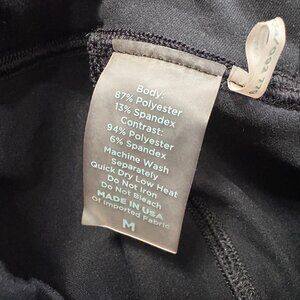 Body:
87% Polyester
13% Spandex
Contrast:
94% Polyester
6% Spandex
Machine Wash
Separately
Quick Dry Low Heat
Do Not Iron
Do Not Bleach
MADE IN USA
Of Imported Fabric
M